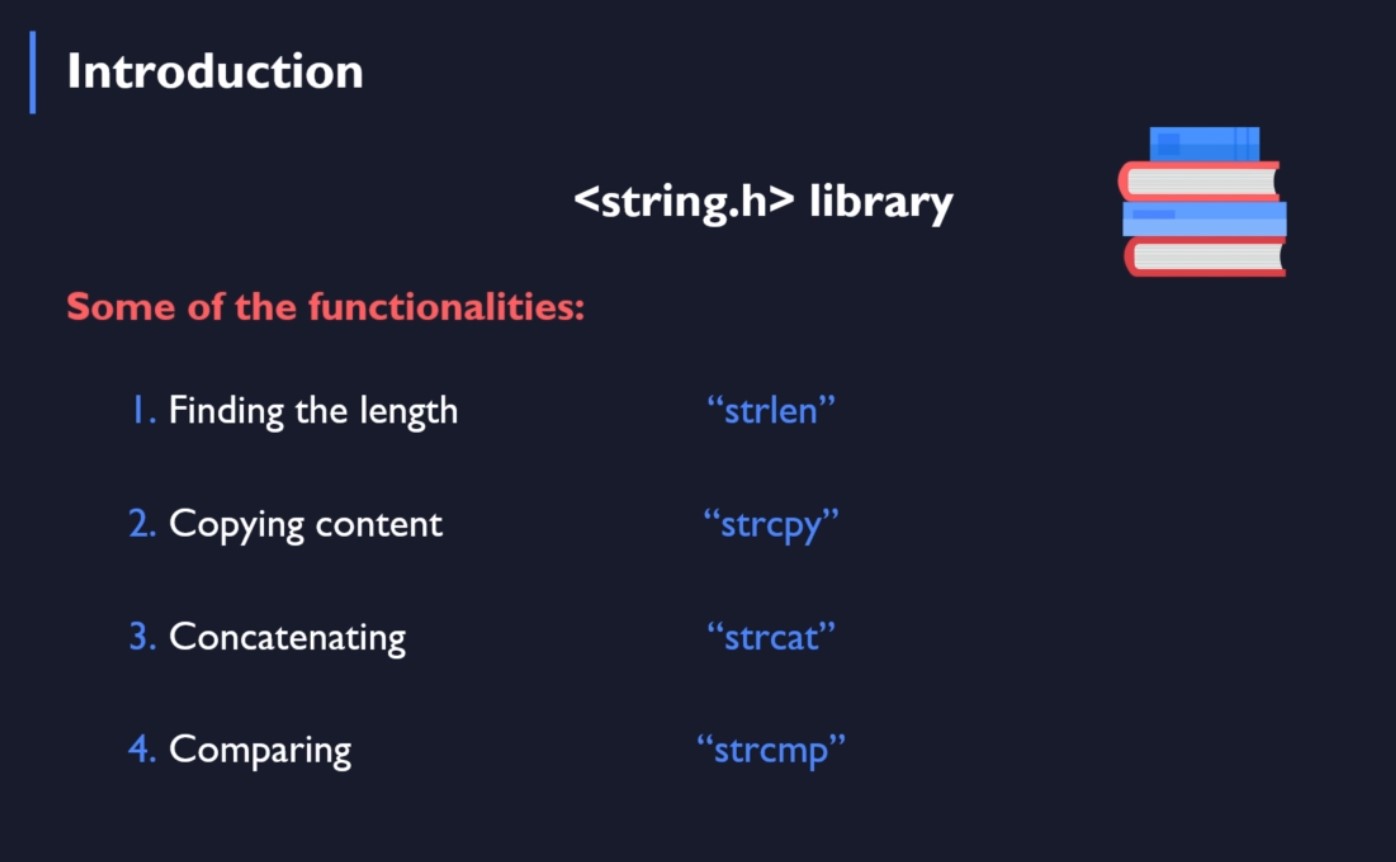 Introduction
<string.h> library
Some of the functionalities:
1. Finding the length “strlen”
2. Copying content “strcpy”
3. Concatenating “strcat”
4. Comparing “strcmp”